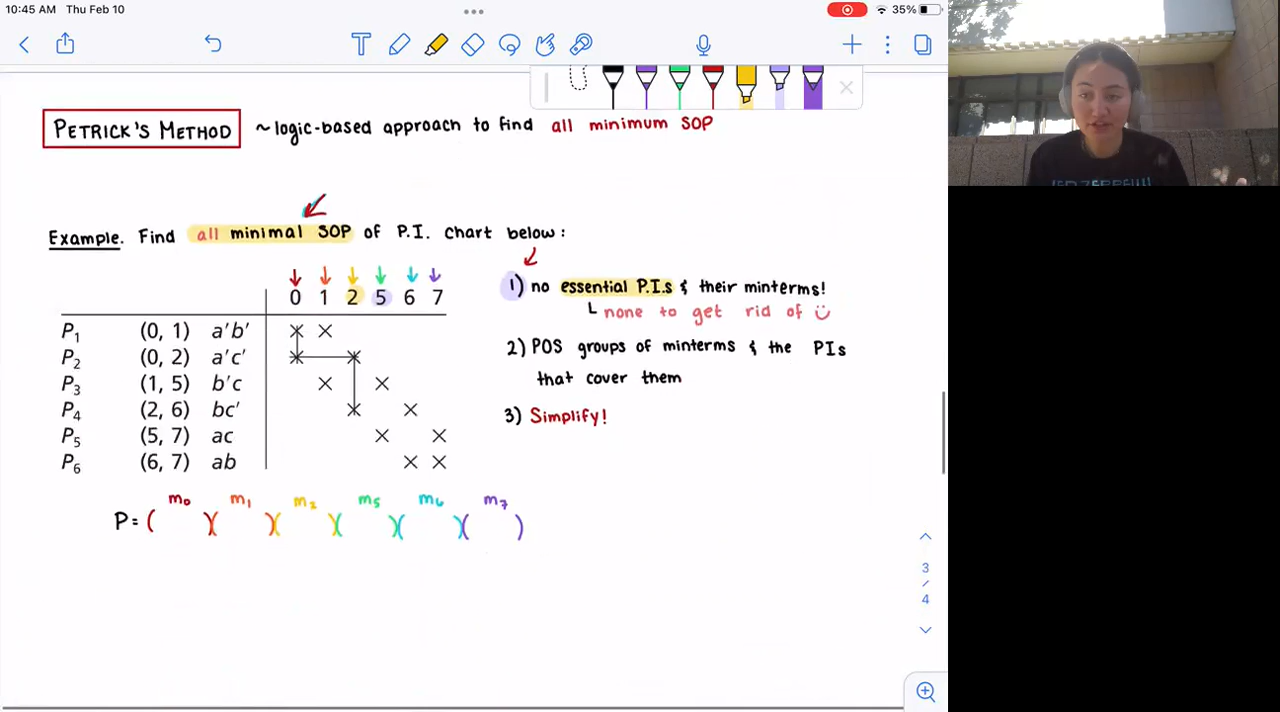 10:45 AM Thu Feb 10
35%
PETRICK'S METHOD ~ logic-based approach to find all minimum SOP
Example. Find all minimal SOP of P.I. chart below:
0 1 2 5 6 7
P1 (0, 1) a'b' × ×
P2 (0, 2) a'c' × ×
P3 (1, 5) b'c × ×
P4 (2, 6) bc' × ×
P5 (5, 7) ac × ×
P6 (6, 7) ab × ×
1) no essential P.I.s & their minterms!
none to get rid of
2) POS groups of minterms & the PIs
that cover them
3) Simplify!
m0 m1 m2 m5 m6 m7
P = ( )( )( )( )( )( )
3
/
4
LED ZEPPELIN